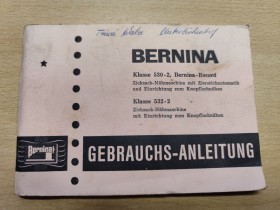 BERNINA
Klasse 530-2, Bernina-Record
Zickzack-Nähmaschine mit Zierstichautomatik
und Einrichtung zum Knopflochnähen
Klasse 532-2
Zickzack-Nähmaschine
mit Einrichtung zum Knopflochnähen
Bernina
GEBRAUCHS-ANLEITUNG